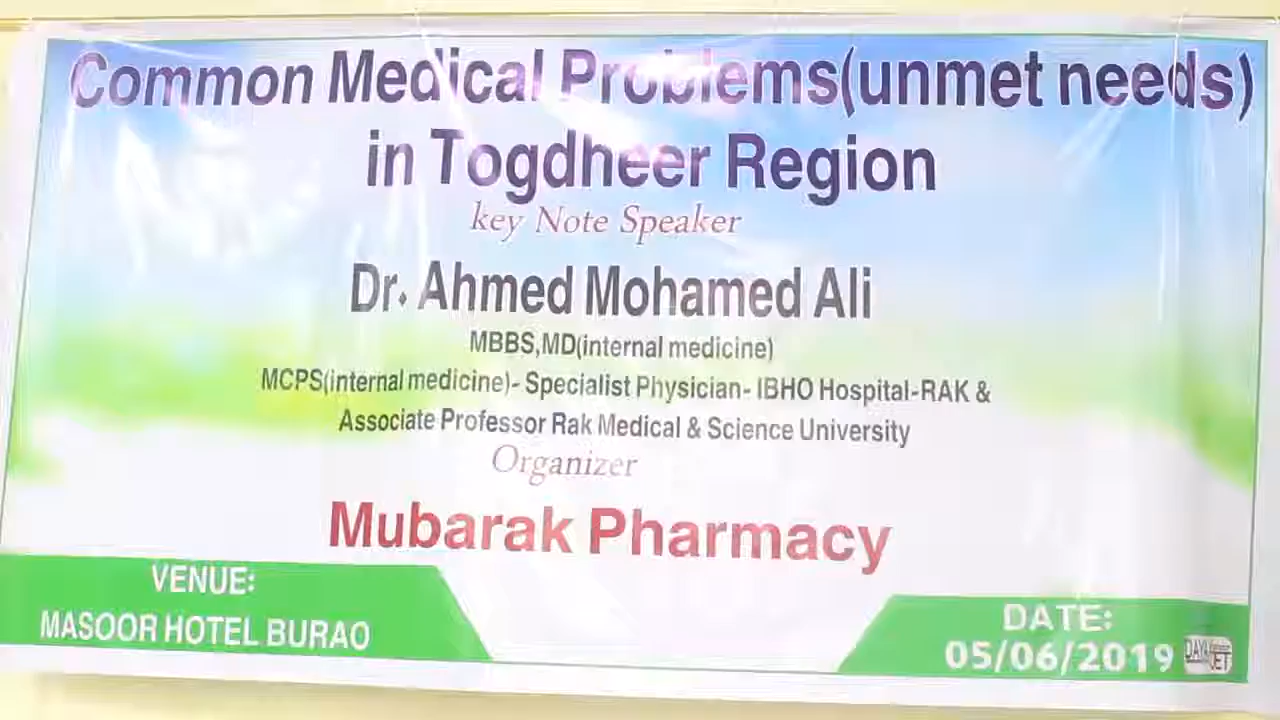 Common Medical Problems(unmet needs)
in Togdheer Region
key Note Speaker
Dr. Ahmed Mohamed Ali
MBBS,MD(internal medicine)
MCPS(internal medicine)- Specialist Physician- IBHO Hospital-RAK &
Associate Professor Rak Medical & Science University
Organizer
Mubarak Pharmacy
VENUE:
MASOOR HOTEL BURAO
DATE:
05/06/2019